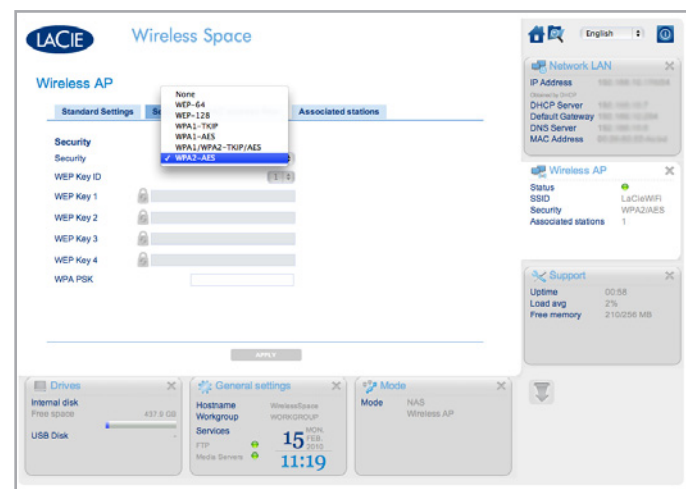 LACIE
Wireless Space
English
Wireless AP
Standard Settings
Associated stations
None
WEP-64
WEP-128
WPA1-TKIP
WPA1-AES
WPA1/WPA2-TKIP/AES
✓ WPA2-AES
Security
Security
WEP Key ID 1
WEP Key 1
WEP Key 2
WEP Key 3
WEP Key 4
WPA PSK
APPLY
Network LAN
IP Address
Obtained by DHCP
DHCP Server
Default Gateway
DNS Server
MAC Address
Wireless AP
Status
SSID LaCieWiFi
Security WPA2/AES
Associated stations 1
Support
Uptime 00:58
Load avg 2%
Free memory 210/256 MB
Drives
Internal disk
Free space 437.9 GB
USB Disk -
General settings
Hostname WirelessSpace
Workgroup WORKGROUP
Services
FTP
Media Servers
15 MON. FEB. 2010
11:19
Mode
Mode NAS
Wireless AP